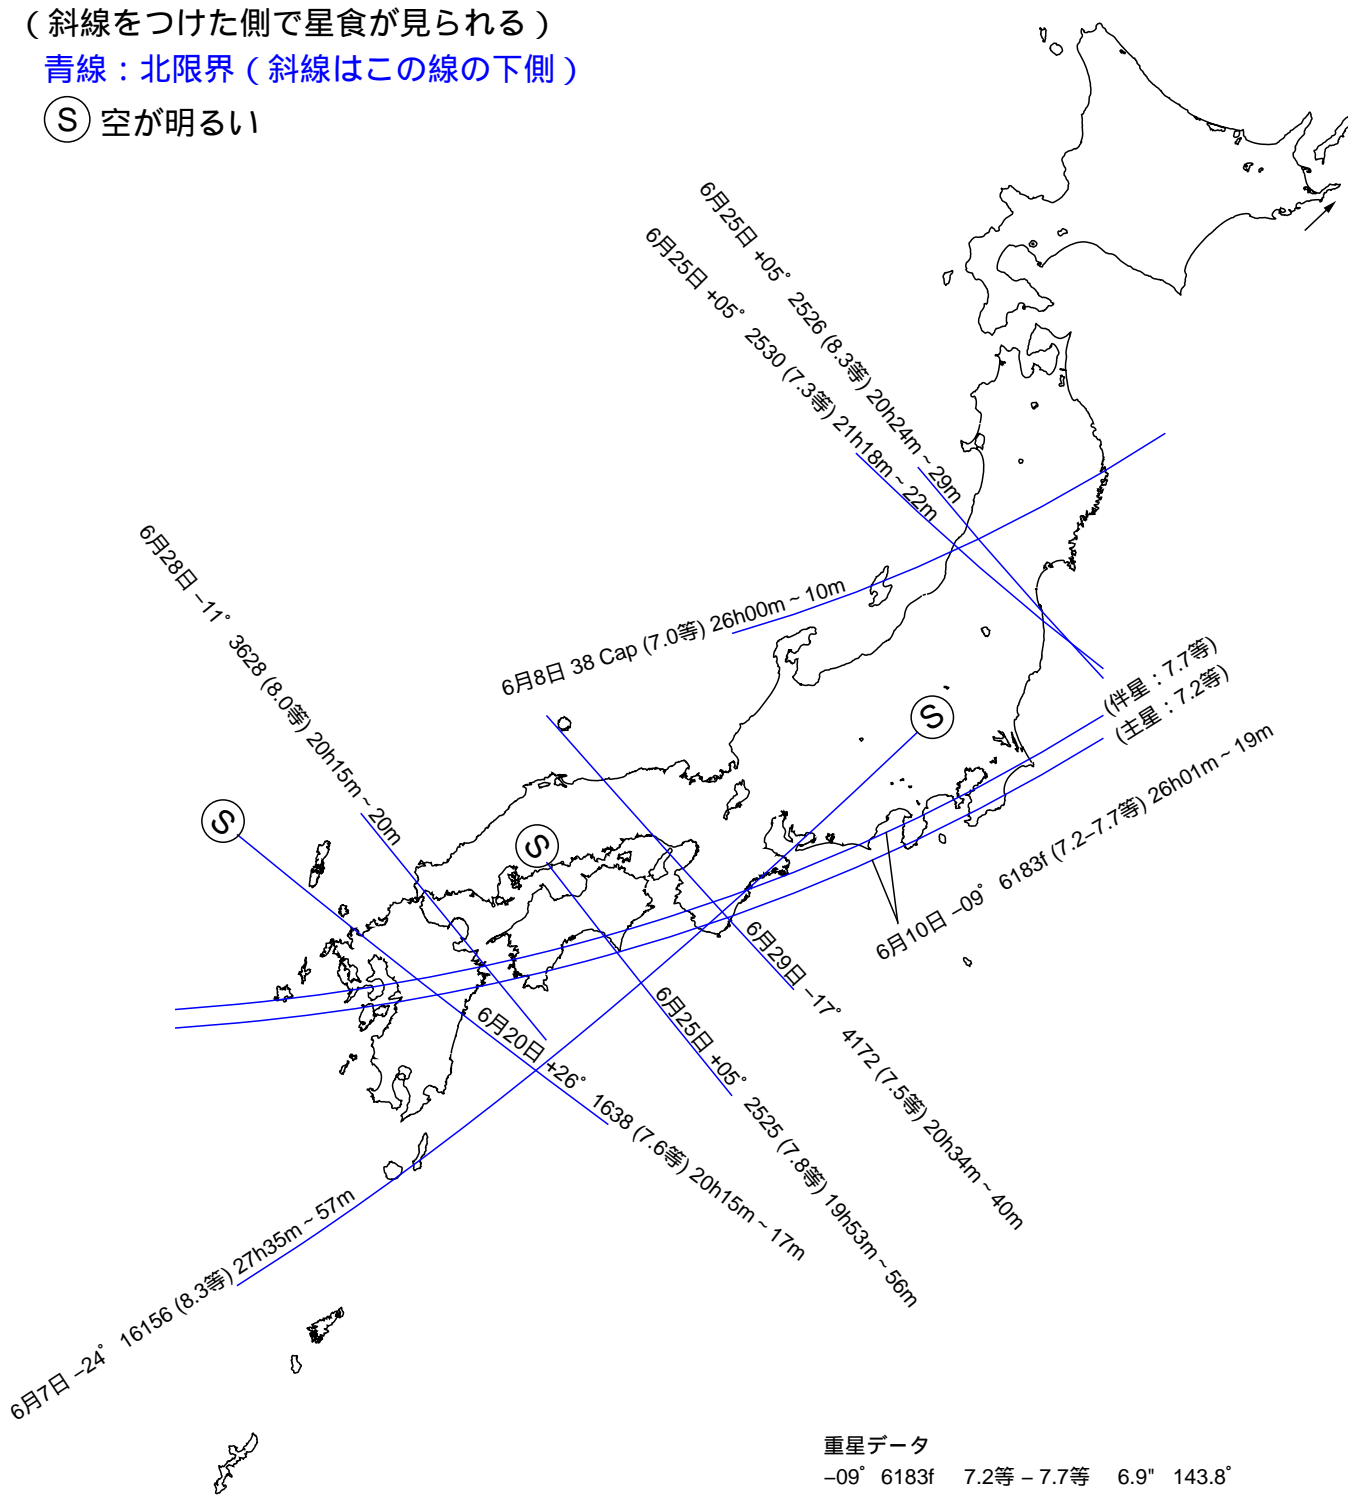 （斜線をつけた側で星食が見られる）
青線：北限界（斜線はこの線の下側）
Ⓢ 空が明るい
6月25日 +05° 2526 (8.3等) 20h24m ~ 29m
6月25日 +05° 2530 (7.3等) 21h18m ~ 22m
6月28日 −11° 3628 (8.0等) 20h15m ~ 20m
6月8日 38 Cap (7.0等) 26h00m ~ 10m
(伴星：7.7等)
(主星：7.2等)
6月10日 −09° 6183f (7.2−7.7等) 26h01m ~ 19m
S
S
S
6月29日 −17° 4172 (7.5等) 20h34m ~ 40m
6月25日 +05° 2525 (7.8等) 19h53m ~ 56m
6月20日 +26° 1638 (7.6等) 20h15m ~ 17m
6月7日 −24° 16156 (8.3等) 27h35m ~ 57m
重星データ
−09° 6183f 7.2等 − 7.7等 6.9" 143.8°